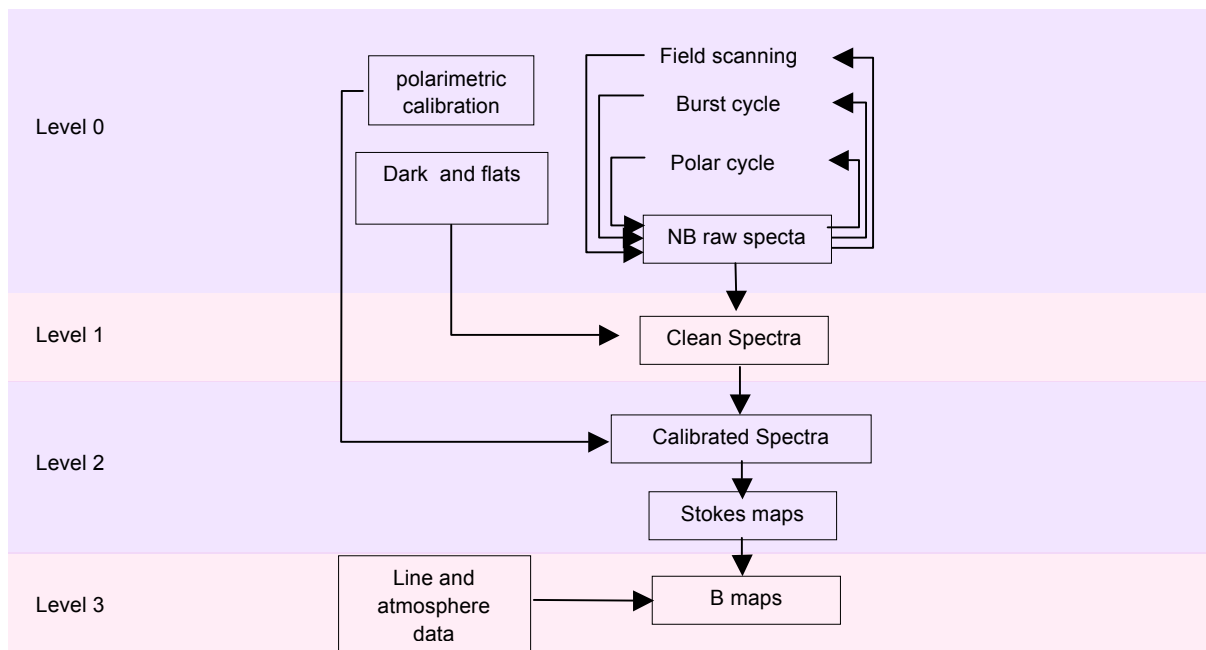 Level 0
polarimetric
calibration
Dark and flats
Field scanning
Burst cycle
Polar cycle
NB raw specta
Level 1
Clean Spectra
Level 2
Calibrated Spectra
Stokes maps
Level 3
Line and
atmosphere
data
B maps